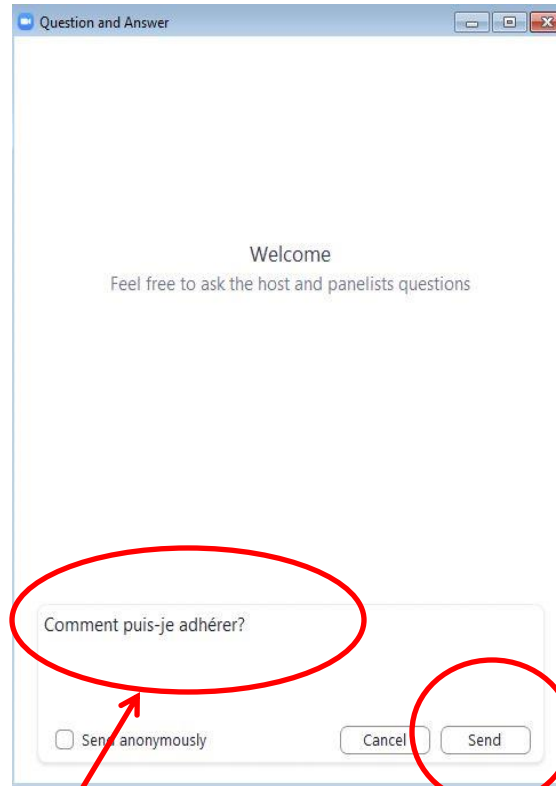 Question and Answer
Welcome
Feel free to ask the host and panelists questions
Comment puis-je adhérer?
Send anonymously
Cancel
Send